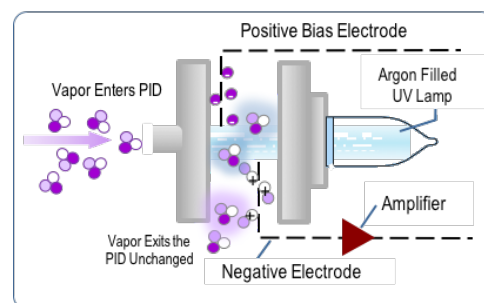 Positive Bias Electrode
Vapor Enters PID
Argon Filled
UV Lamp
Amplifier
Vapor Exits the
PID Unchanged
Negative Electrode